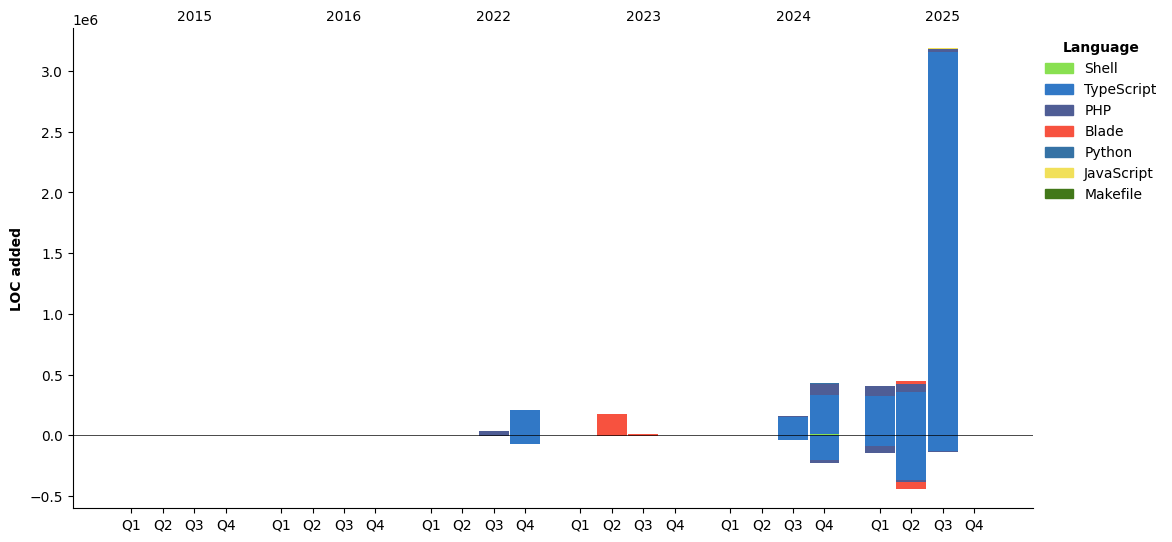 1e6
2015 2016 2022 2023 2024 2025
Language
Shell
TypeScript
PHP
Blade
Python
JavaScript
Makefile
LOC added
3.0
2.5
2.0
1.5
1.0
0.5
0.0
−0.5
Q1 Q2 Q3 Q4 Q1 Q2 Q3 Q4 Q1 Q2 Q3 Q4 Q1 Q2 Q3 Q4 Q1 Q2 Q3 Q4 Q1 Q2 Q3 Q4